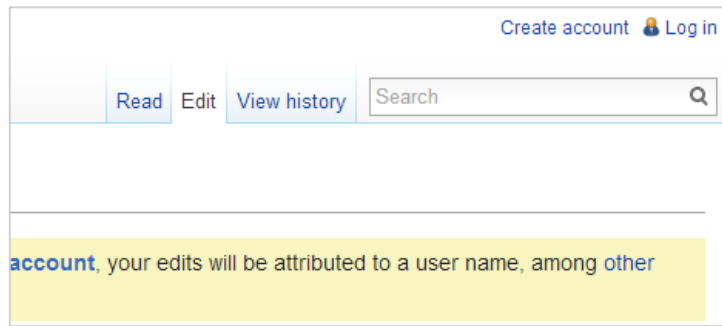 Create account Log in
Read Edit View history Search
account, your edits will be attributed to a user name, among other